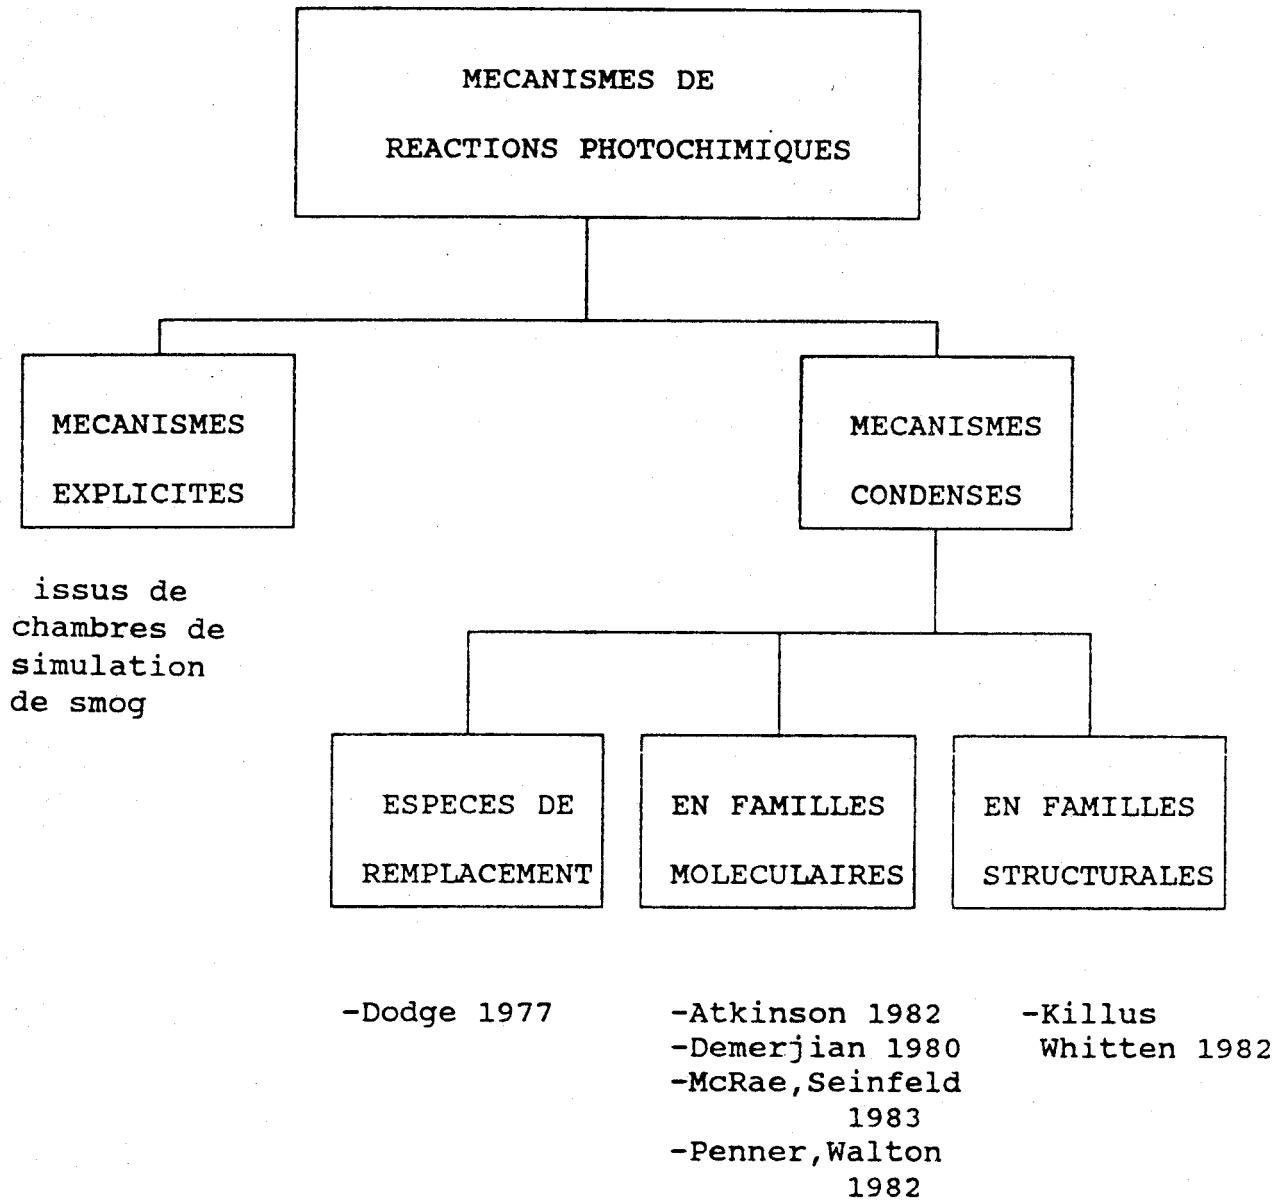 MECANISMES DE
REACTIONS PHOTOCHIMIQUES
MECANISMES
EXPLICITES
issus de
chambres de
simulation
de smog
MECANISMES
CONDENSES
ESPECES DE
REMPLACEMENT
EN FAMILLES
MOLECULAIRES
EN FAMILLES
STRUCTURALES
-Dodge 1977
-Atkinson 1982
-Demerjian 1980
-McRae,Seinfeld
1983
-Penner,Walton
1982
-Killus
Whitten 1982